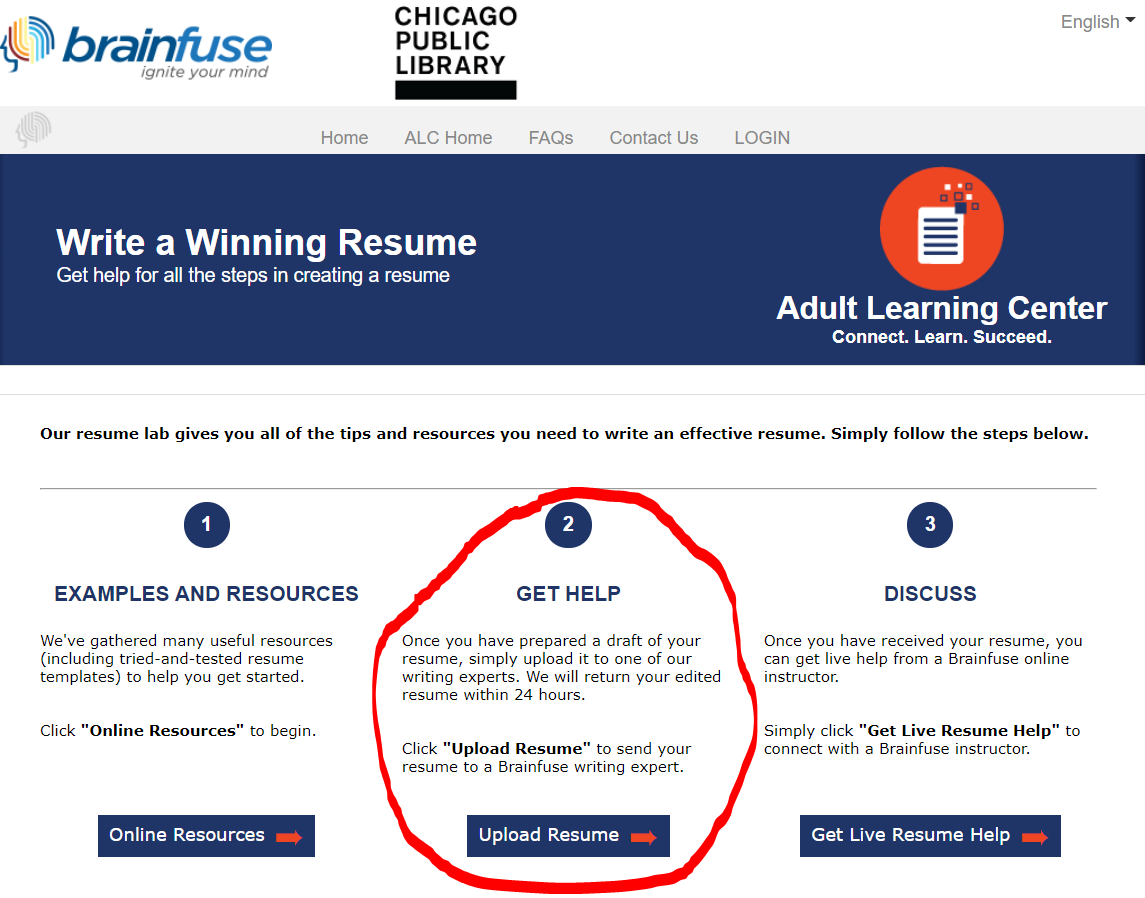 brainfuse
ignite your mind
CHICAGO
PUBLIC
LIBRARY
English
Home ALC Home FAQs Contact Us LOGIN
Write a Winning Resume
Get help for all the steps in creating a resume
Adult Learning Center
Connect. Learn. Succeed.
Our resume lab gives you all of the tips and resources you need to write an effective resume. Simply follow the steps below.
1
EXAMPLES AND RESOURCES
We've gathered many useful resources
(including tried-and-tested resume
templates) to help you get started.
Click "Online Resources" to begin.
Online Resources
2
GET HELP
Once you have prepared a draft of your
resume, simply upload it to one of our
writing experts. We will return your edited
resume within 24 hours.
Click "Upload Resume" to send your
resume to a Brainfuse writing expert.
Upload Resume
3
DISCUSS
Once you have received your resume, you
can get live help from a Brainfuse online
instructor.
Simply click "Get Live Resume Help" to
connect with a Brainfuse instructor.
Get Live Resume Help